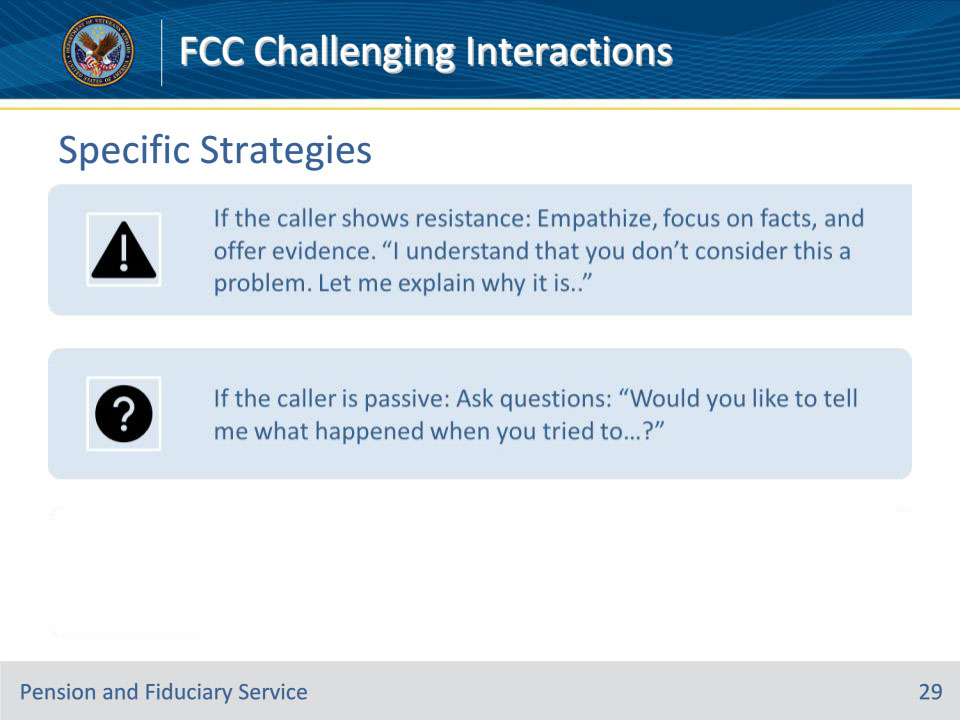 FCC Challenging Interactions
Specific Strategies
If the caller shows resistance: Empathize, focus on facts, and
offer evidence. “I understand that you don’t consider this a
problem. Let me explain why it is..”
If the caller is passive: Ask questions: “Would you like to tell
me what happened when you tried to…?”
Pension and Fiduciary Service
29